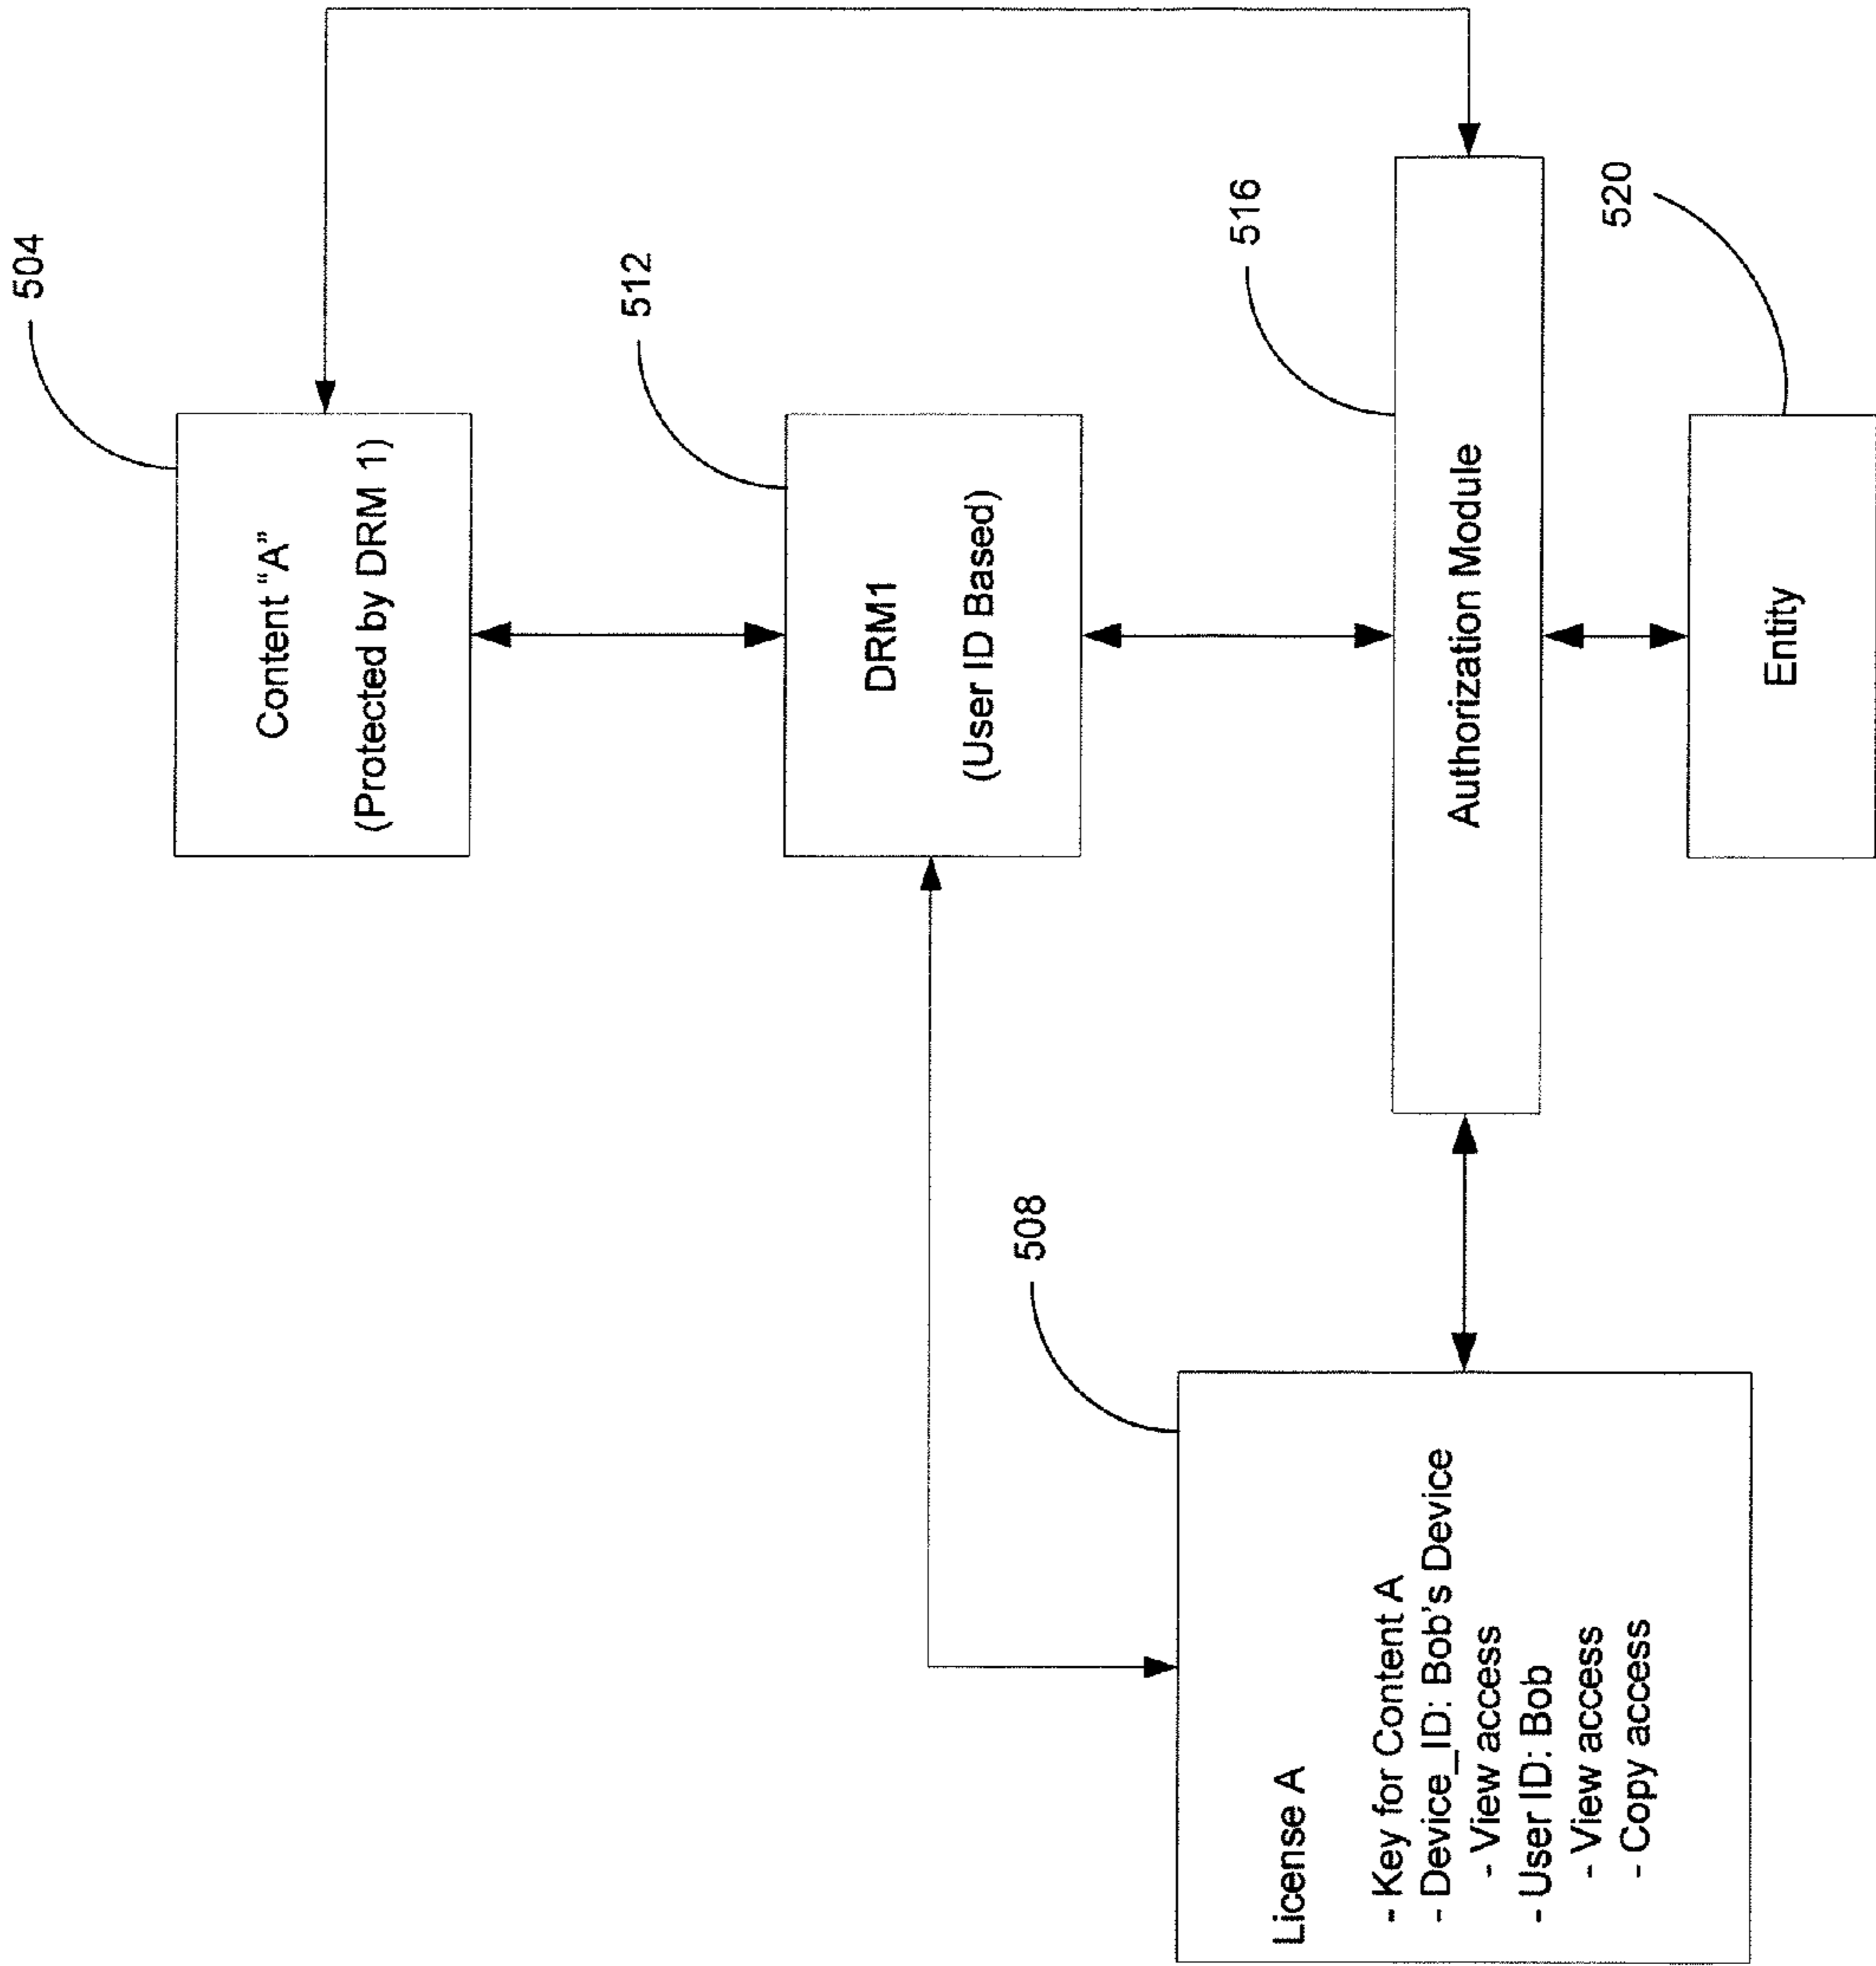 504
Content “A”
(Protected by DRM 1)
512
DRM1
(User ID Based)
516
Authorization Module
520
Entity
508
License A
- Key for Content A
- Device_ID: Bob's Device
- View access
- User ID: Bob
- View access
- Copy access